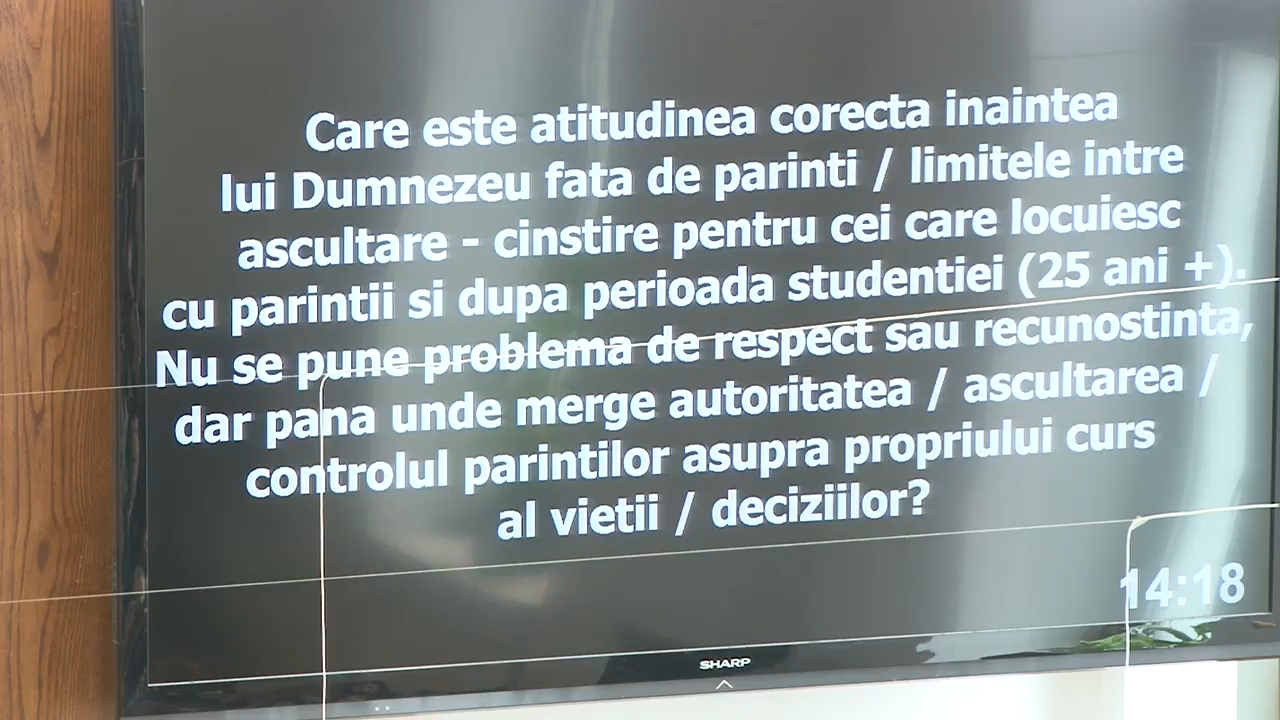 Care este atitudinea corecta inaintea
lui Dumnezeu fata de parinti / limitele intre
ascultare - cinstire pentru cei care locuiesc
cu parintii si dupa perioada studentiei (25 ani +).
Nu se pune problema de respect sau recunostinta,
dar pana unde merge autoritatea / ascultarea /
controlul parintilor asupra propriului curs
al vietii / deciziilor?
14:18
SHARP